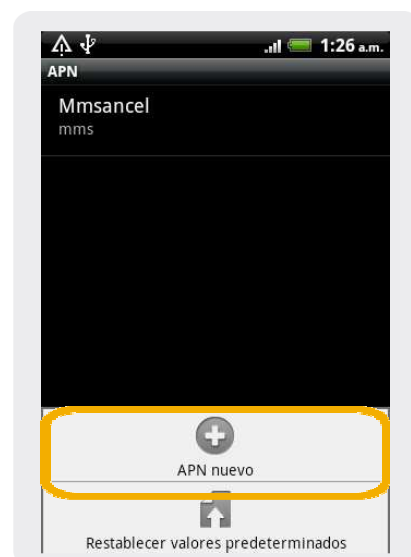 1:26 a.m.
APN
Mmsancel
mms
APN nuevo
Restablecer valores predeterminados